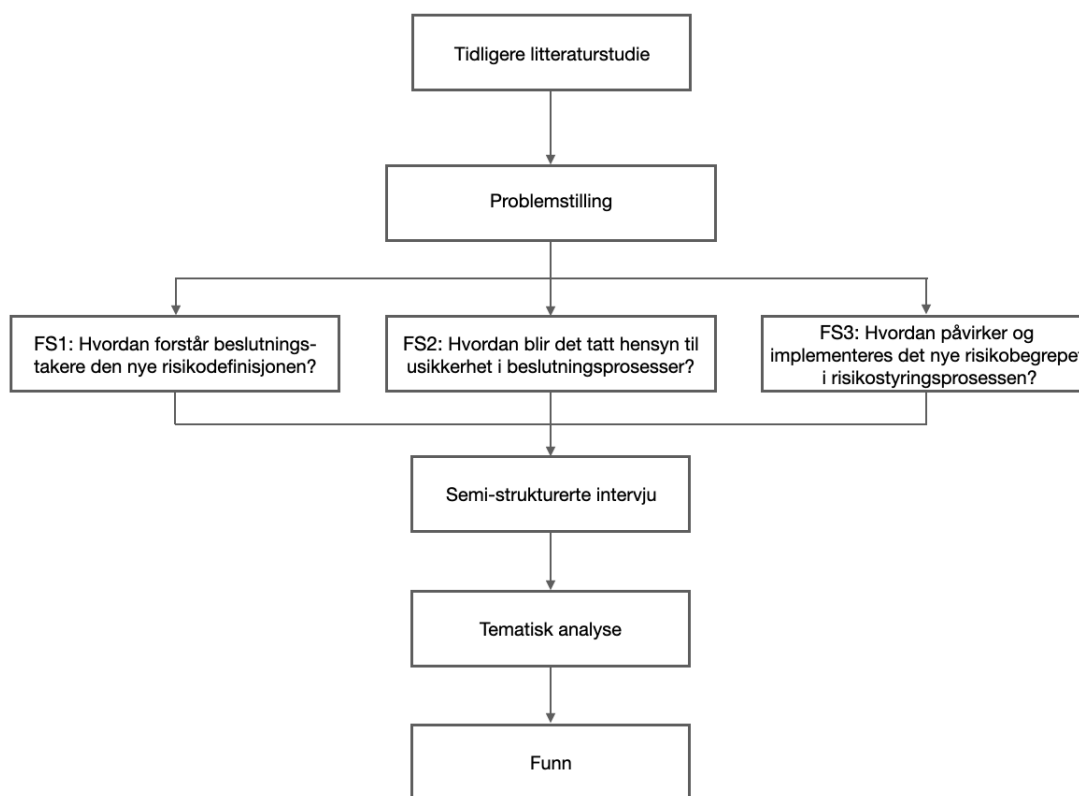 Tidligere litteraturstudie
Problemstilling
FS1: Hvordan forstår beslutnings-
takere den nye risikodefinisjonen?
FS2: Hvordan blir det tatt hensyn til
usikkerhet i beslutningsprosesser?
FS3: Hvordan påvirker og
implementeres det nye risikobegrepet
i risikostyringsprosessen?
Semi-strukturerte intervju
Tematisk analyse
Funn